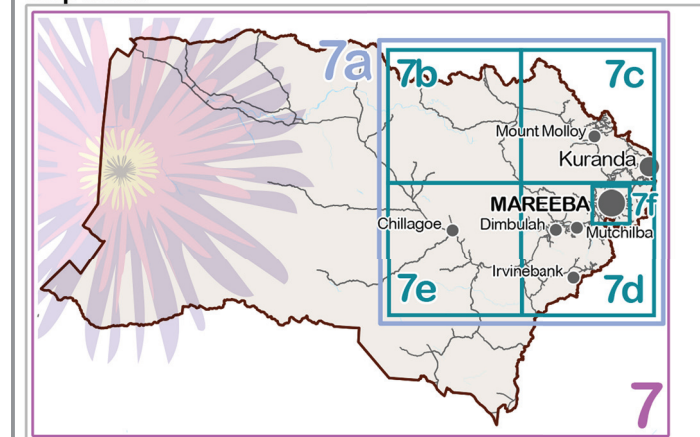 7a
7b
7c
Mount Molloy
Kuranda
MAREEBA
7f
Chillagoe
Dimbulah
Mutchilba
Irvinebank
7e
7d
7